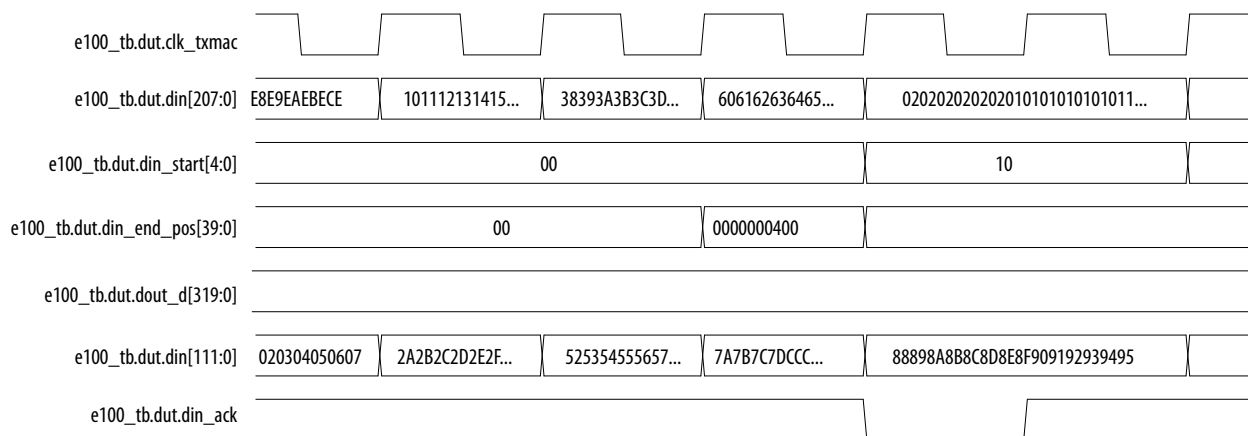 e100_tb.dut.clk_txmac
e100_tb.dut.din[207:0] E8E9EAEBECE 101112131415... 38393A3B3C3D... 606162636465... 020202020202010101010101011...
e100_tb.dut.din_start[4:0] 00 10
e100_tb.dut.din_end_pos[39:0] 00 0000000400
e100_tb.dut.dout_d[319:0]
e100_tb.dut.din[111:0] 020304050607 2A2B2C2D2E2F... 525354555657... 7A7B7C7DCCC... 88898A8B8C8D8E8F909192939495
e100_tb.dut.din_ack